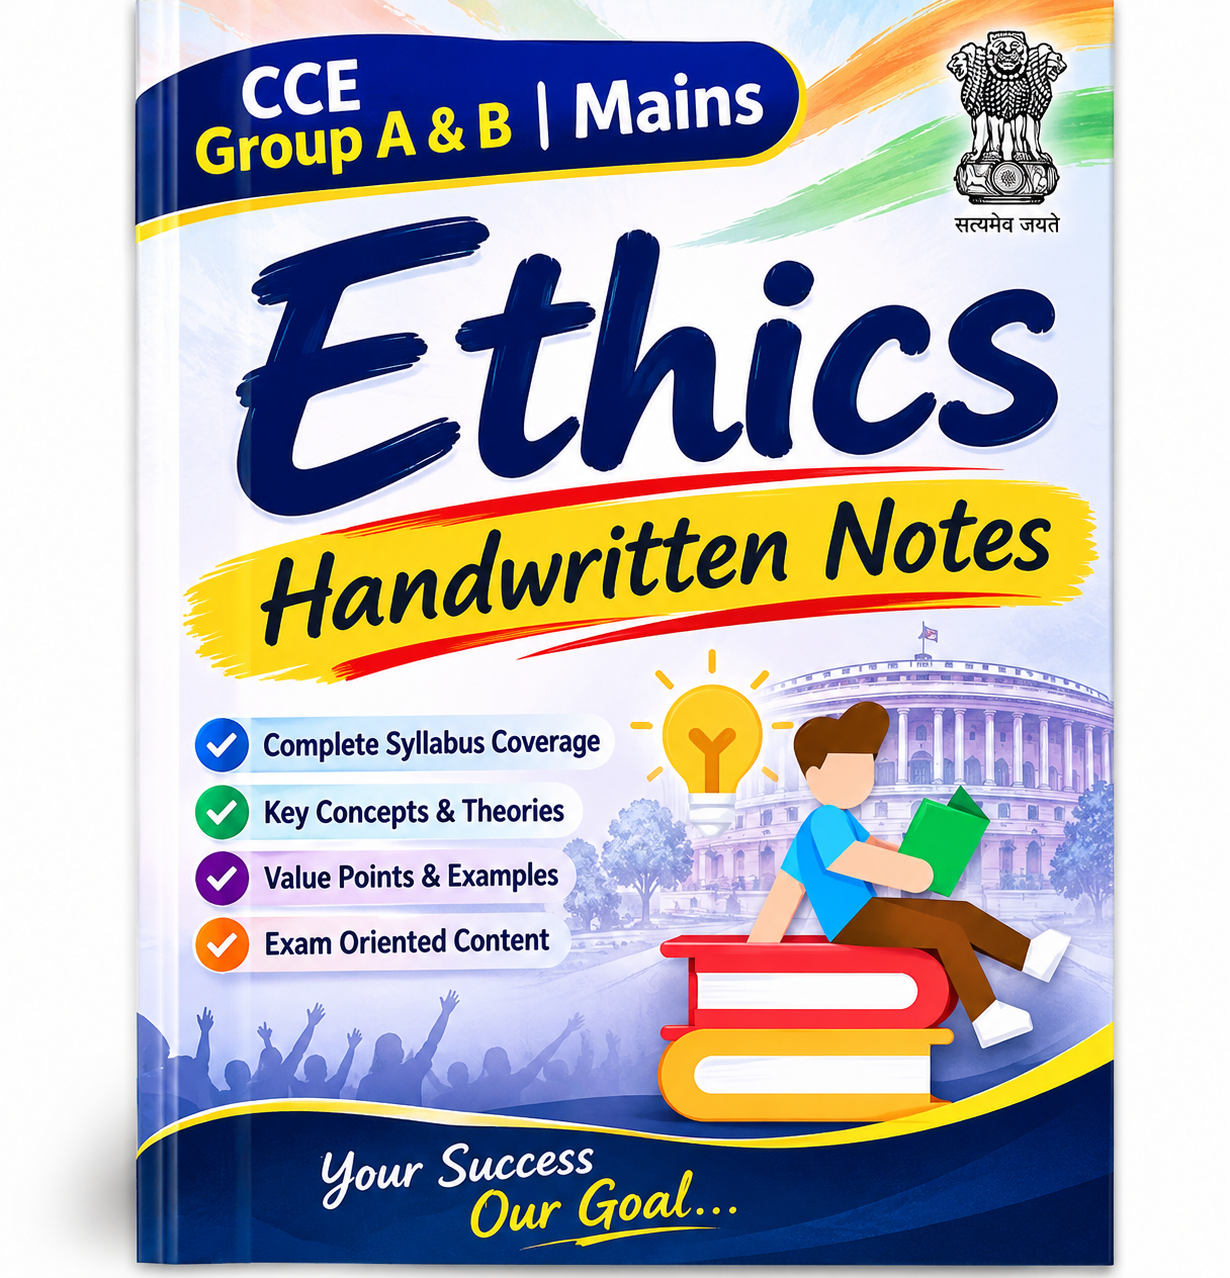 CCE
Group A & B | Mains
सत्यमेव जयते
Ethics
Handwritten Notes
Complete Syllabus Coverage
Key Concepts & Theories
Value Points & Examples
Exam Oriented Content
Your Success
Our Goal...